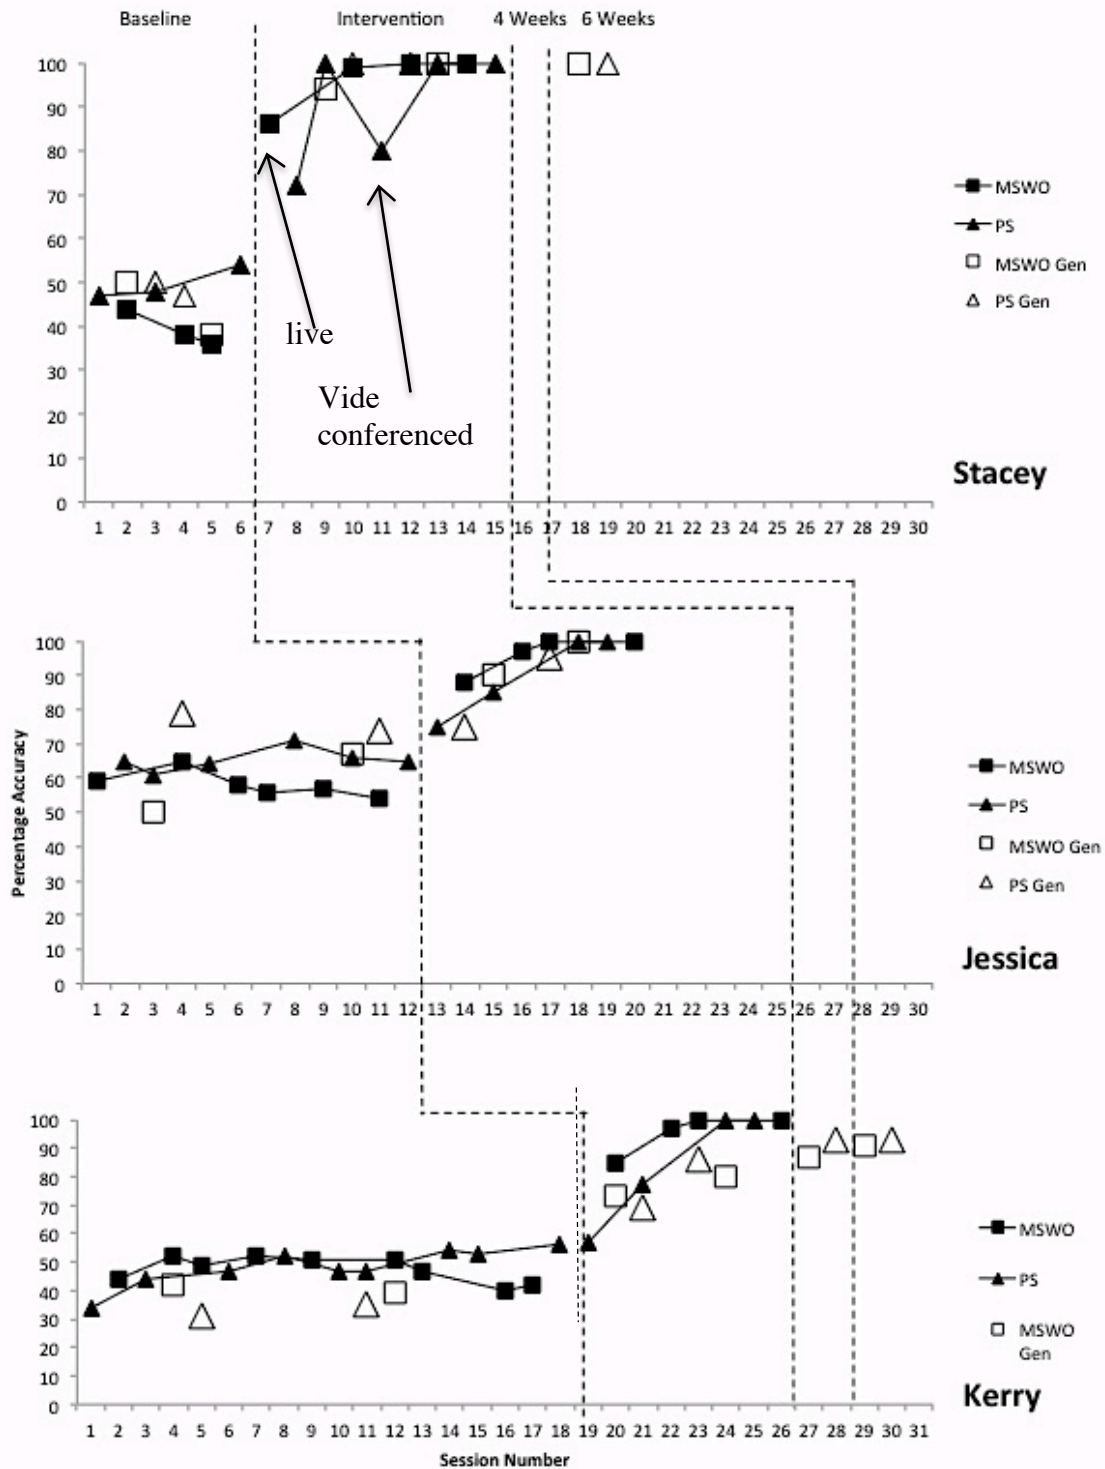 Baseline Intervention 4 Weeks 6 Weeks
100
90
80
70
60
50
40
30
20
10
0
1 2 3 4 5 6 7 8 9 10 11 12 13 14 15 16 17 18 19 20 21 22 23 24 25 26 27 28 29 30
live
Vide
conferenced
MSWO
PS
MSWO Gen
PS Gen
Stacey
Percentage Accuracy
100
90
80
70
60
50
40
30
20
10
0
1 2 3 4 5 6 7 8 9 10 11 12 13 14 15 16 17 18 19 20 21 22 23 24 25 26 27 28 29 30
MSWO
PS
MSWO Gen
PS Gen
Jessica
100
90
80
70
60
50
40
30
20
10
0
1 2 3 4 5 6 7 8 9 10 11 12 13 14 15 16 17 18 19 20 21 22 23 24 25 26 27 28 29 30 31
MSWO
PS
MSWO
Gen
Kerry
Session Number